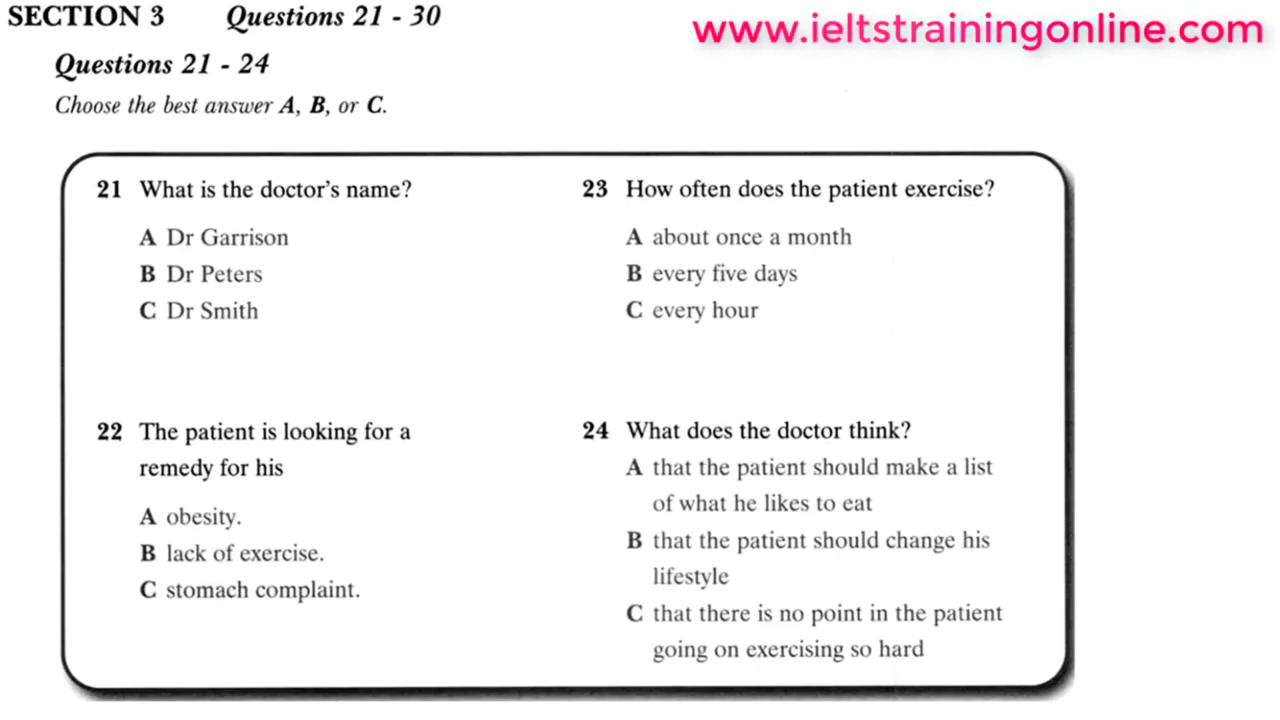 SECTION 3 Questions 21 - 30
www.ieltstrainingonline.com
Questions 21 - 24
Choose the best answer A, B, or C.
21 What is the doctor's name?
A Dr Garrison
B Dr Peters
C Dr Smith
22 The patient is looking for a
remedy for his
A obesity.
B lack of exercise.
C stomach complaint.
23 How often does the patient exercise?
A about once a month
B every five days
C every hour
24 What does the doctor think?
A that the patient should make a list
of what he likes to eat
B that the patient should change his
lifestyle
C that there is no point in the patient
going on exercising so hard